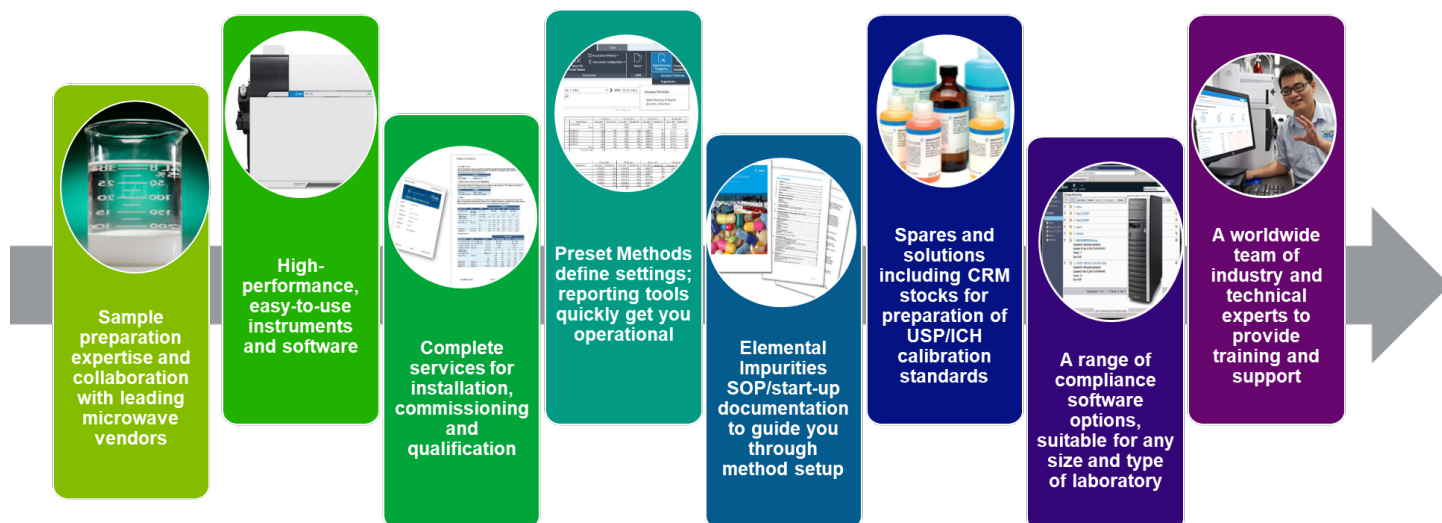 Sample
preparation
expertise and
collaboration
with leading
microwave
vendors
High-
performance,
easy-to-use
instruments
and software
Complete
services for
installation,
commissioning
and
qualification
Preset Methods
define settings;
reporting tools
quickly get you
operational
Elemental
Impurities
SOP/start-up
documentation
to guide you
through
method setup
Spares and
solutions
including CRM
stocks for
preparation of
USP/ICH
calibration
standards
A range of
compliance
software
options,
suitable for any
size and type
of laboratory
A worldwide
team of
industry and
technical
experts to
provide
training and
support